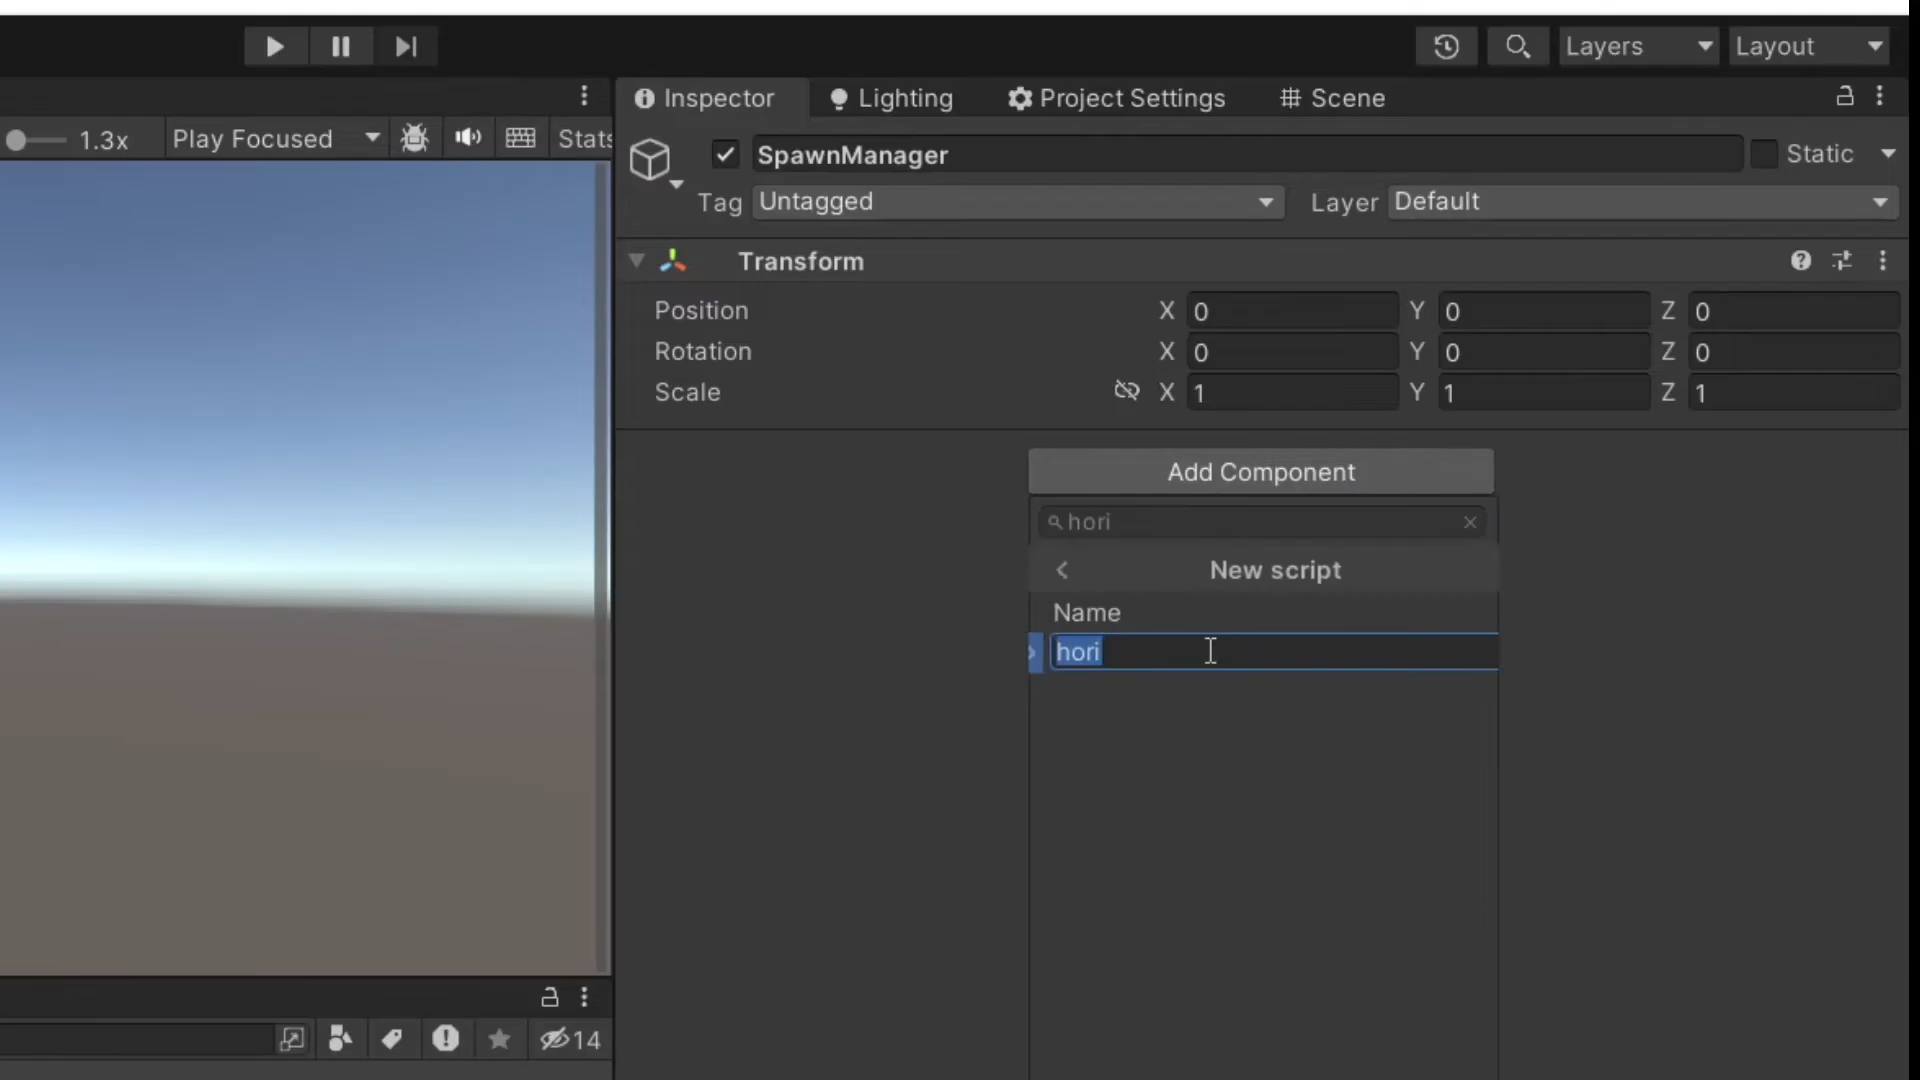 Layers
Layout
Inspector
Lighting
Project Settings
Scene
1.3x
Play Focused
Stats
SpawnManager
Static
Tag Untagged
Layer Default
Transform
Position X 0 Y 0 Z 0
Rotation X 0 Y 0 Z 0
Scale X 1 Y 1 Z 1
Add Component
hori
New script
Name
hori
14